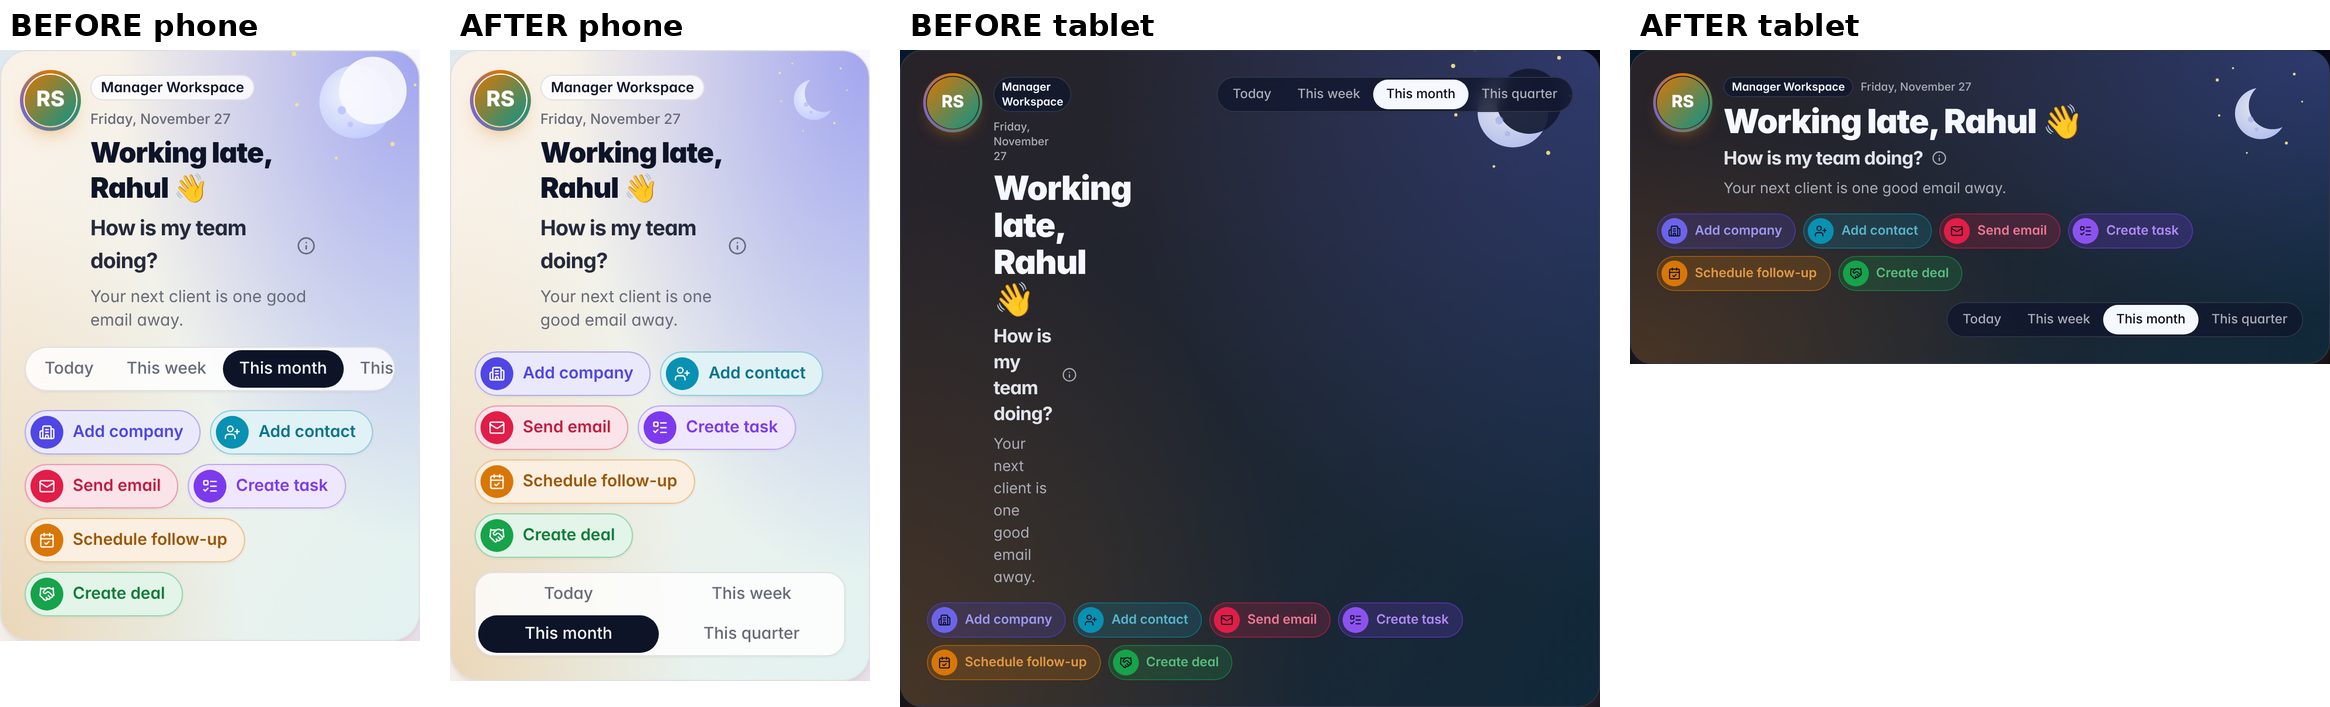 BEFORE phone
RS
Manager Workspace
Friday, November 27
Working late,
Rahul 👋
How is my team
doing?
Your next client is one good
email away.
Today This week This month This
Add company Add contact
Send email Create task
Schedule follow-up
Create deal
AFTER phone
RS
Manager Workspace
Friday, November 27
Working late,
Rahul 👋
How is my team
doing?
Your next client is one
good email away.
Add company Add contact
Send email Create task
Schedule follow-up
Create deal
Today This week
This month This quarter
BEFORE tablet
RS
Manager
Workspace
Today This week This month This quarter
Friday,
November
27
Working
late,
Rahul
👋
How is
my
team
doing?
Your
next
client is
one
good
email
away.
Add company Add contact Send email Create task
Schedule follow-up Create deal
AFTER tablet
RS
Manager Workspace Friday, November 27
Working late, Rahul 👋
How is my team doing?
Your next client is one good email away.
Add company Add contact Send email Create task
Schedule follow-up Create deal
Today This week This month This quarter